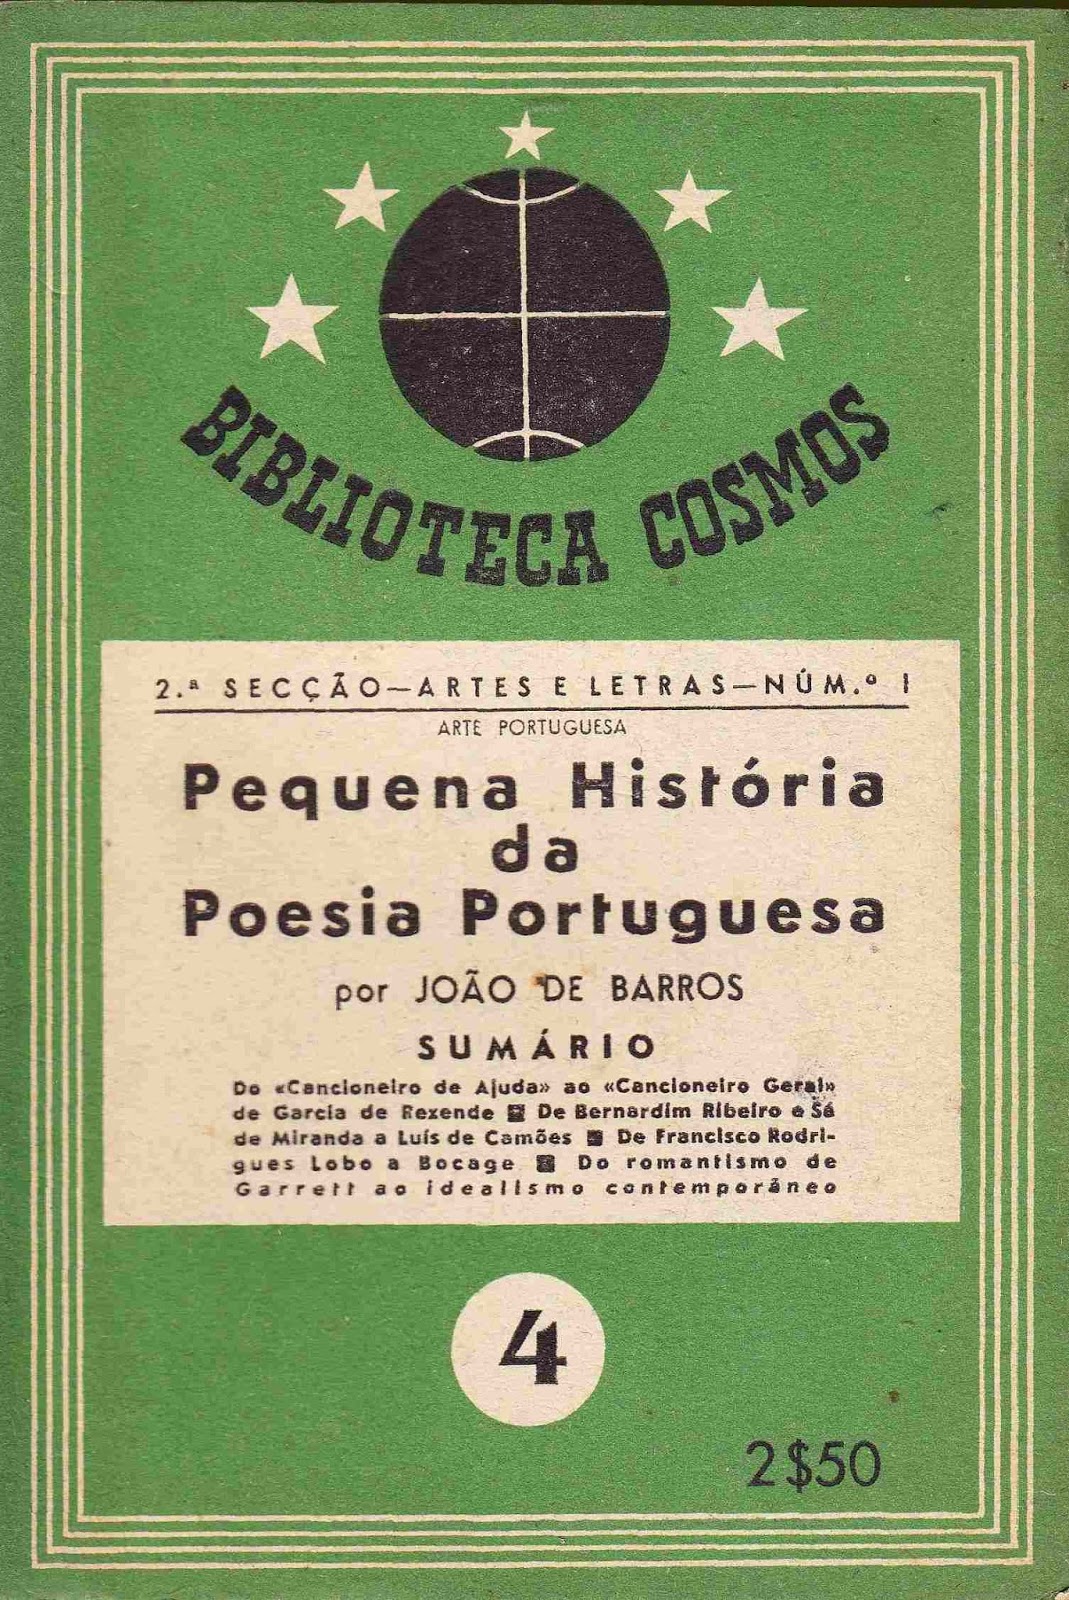 BIBLIOTECA COSMOS
2.ª SECÇÃO—ARTES E LETRAS—NÚM.º I
ARTE PORTUGUESA
Pequena História
da
Poesia Portuguesa
por JOÃO DE BARROS
SUMÁRIO
Do «Cancioneiro de Ajuda» ao «Cancioneiro Geral»
de Garcia de Rezende ▪ De Bernardim Ribeiro e Sá
de Miranda a Luís de Camões ▪ De Francisco Rodri-
gues Lobo a Bocage ▪ Do romantismo de
Garrett ao idealismo contemporâneo
4
2$50